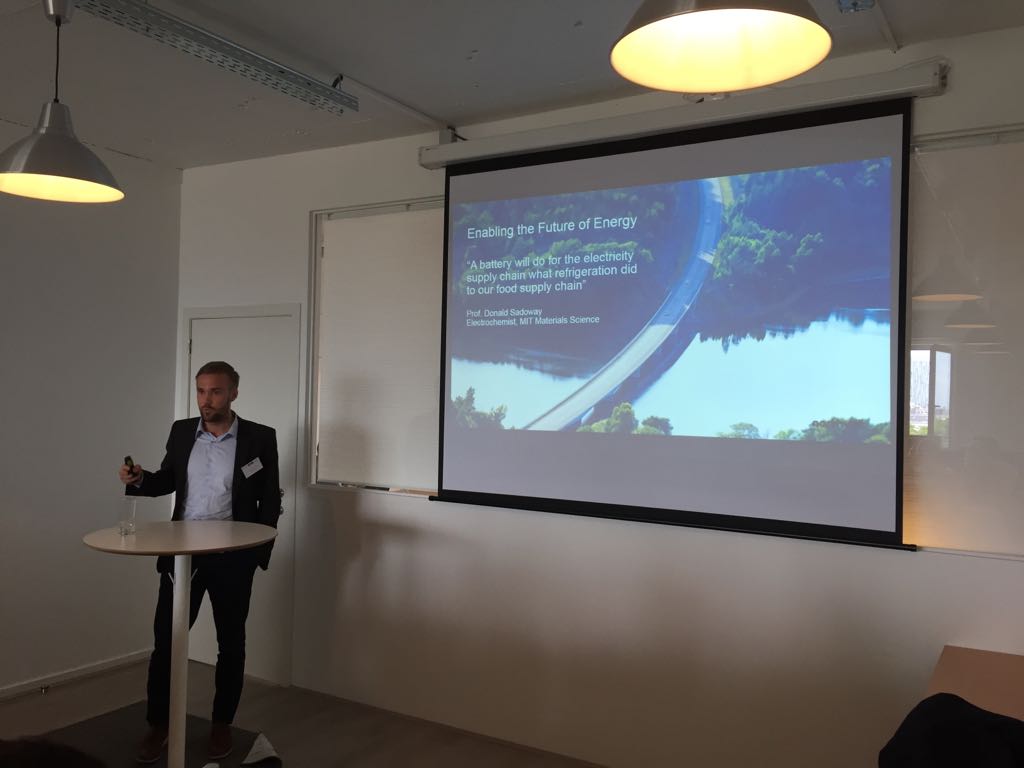 Enabling the Future of Energy
“A battery will do for the electricity
supply chain what refrigeration did
to our food supply chain”
Prof. Donald Sadoway
Electrochemist, MIT Materials Science